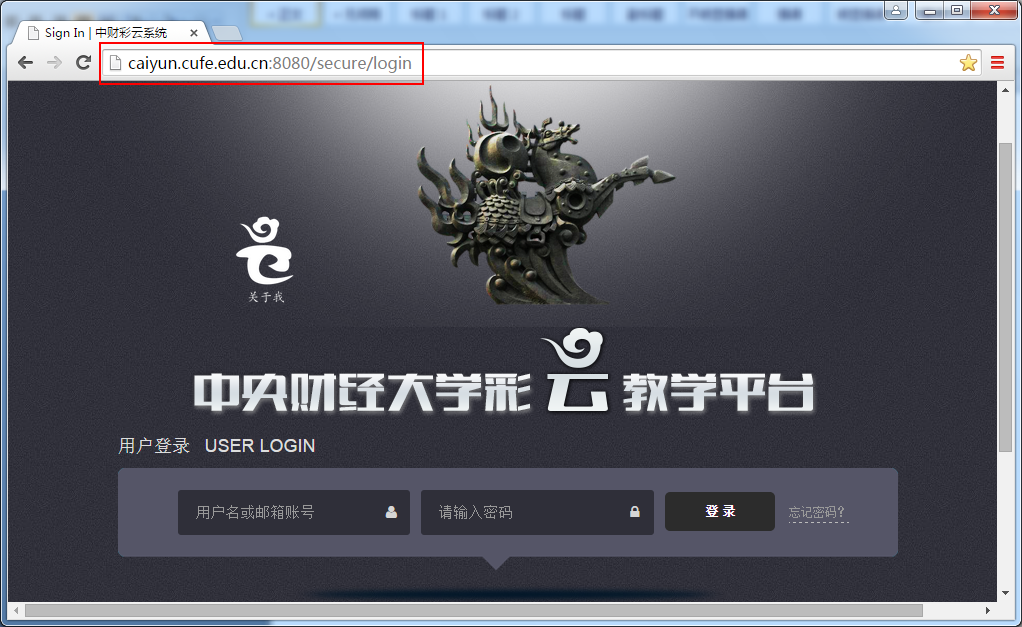 Sign In | 中财彩云系统
caiyun.cufe.edu.cn:8080/secure/login
关于我
中央财经大学彩云教学平台
用户登录 USER LOGIN
用户名或邮箱账号 请输入密码 登 录 忘记密码?